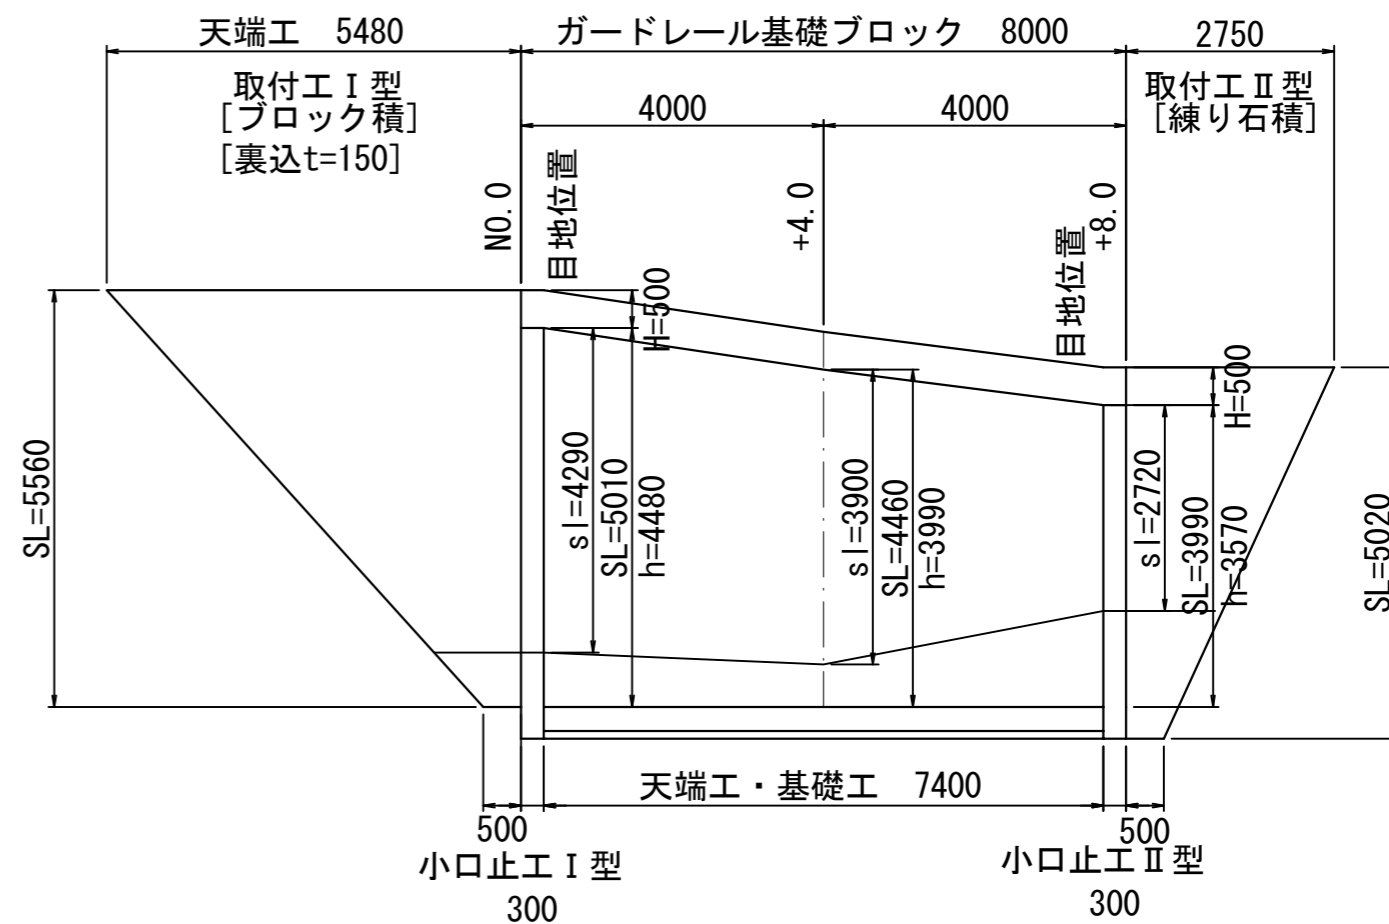 天端工 5480
ガードレール基礎ブロック 8000
2750
取付工Ⅰ型
[ブロック積]
[裏込t=150]
4000
4000
取付工Ⅱ型
[練り石積]
NO.0
目地位置
+4.0
目地位置
+8.0
H=500
H=500
SL=5560
sl=4290
SL=5010
h=4480
sl=3900
SL=4460
h=3990
sl=2720
SL=3990
h=3570
SL=5020
天端工・基礎工 7400
500
小口止工Ⅰ型
300
500
小口止工Ⅱ型
300